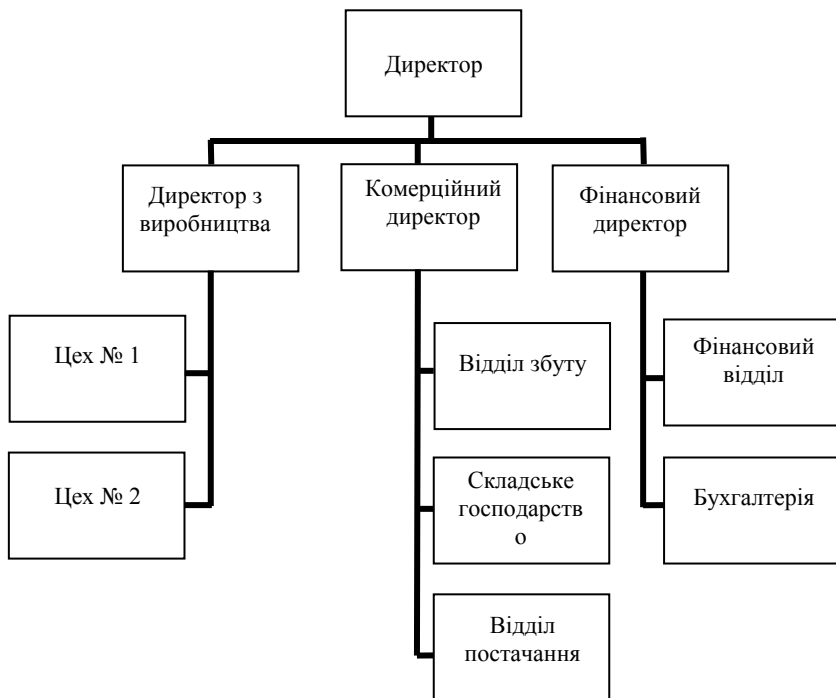 Директор
Директор з
виробництва
Комерційний
директор
Фінансовий
директор
Цех № 1
Відділ збуту
Фінансовий
відділ
Цех № 2
Складське
господарств
о
Бухгалтерія
Відділ
постачання